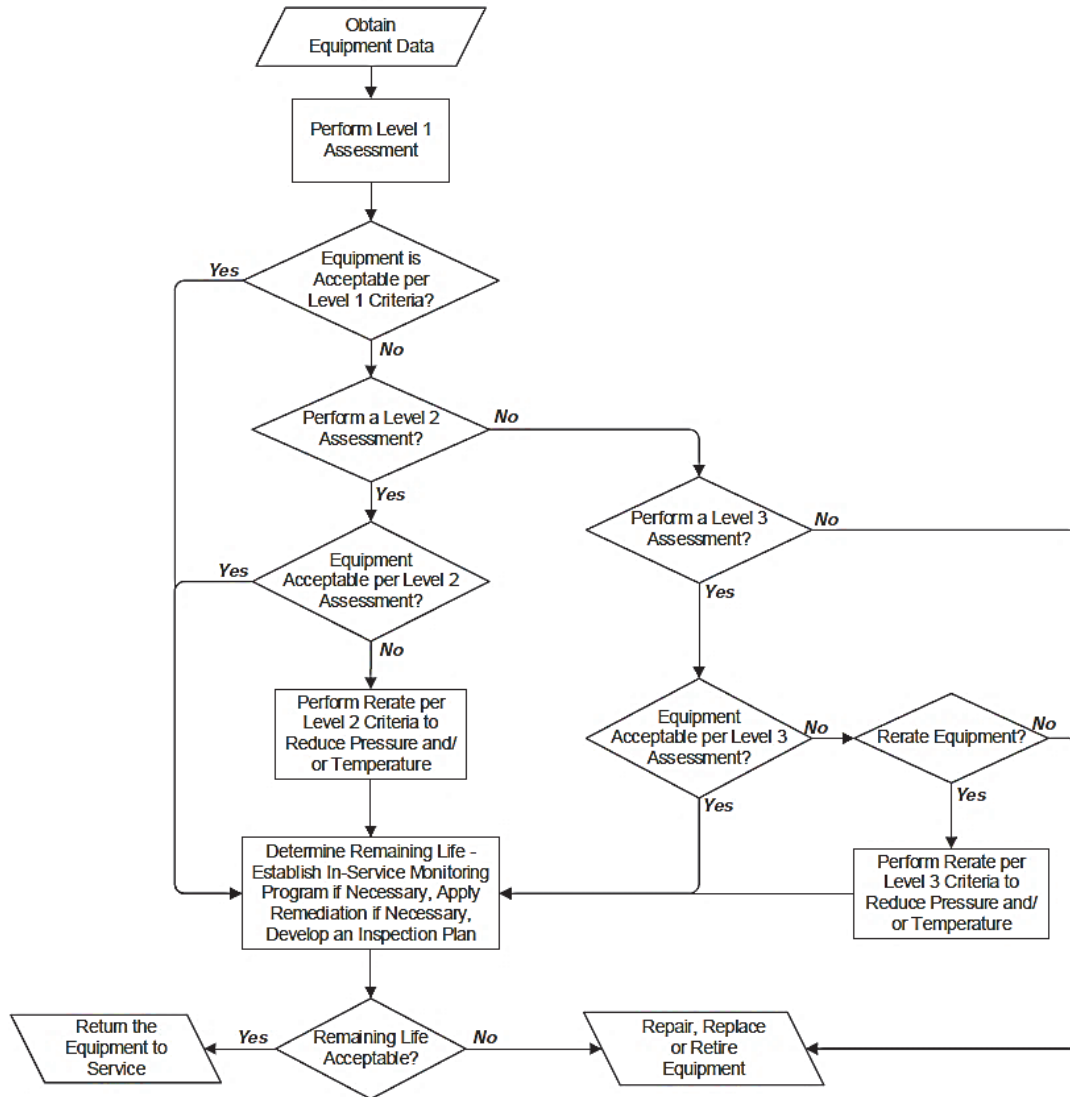 Obtain
Equipment Data
Perform Level 1
Assessment
Equipment is
Acceptable per
Level 1 Criteria?
Yes
No
Perform a Level 2
Assessment?
No
Yes
Perform a Level 3
Assessment?
No
Yes
Equipment
Acceptable per Level 2
Assessment?
Yes
No
Perform Rerate per
Level 2 Criteria to
Reduce Pressure and/
or Temperature
Equipment
Acceptable per Level 3
Assessment?
No
Yes
Rerate Equipment?
No
Yes
Determine Remaining Life -
Establish In-Service Monitoring
Program if Necessary, Apply
Remediation if Necessary,
Develop an Inspection Plan
Perform Rerate per
Level 3 Criteria to
Reduce Pressure and/
or Temperature
Return the
Equipment to
Service
Yes
Remaining Life
Acceptable?
No
Repair, Replace
or Retire
Equipment